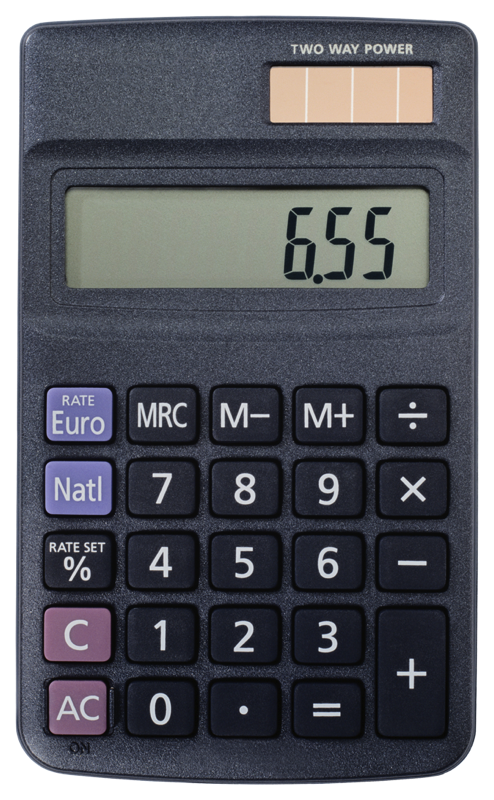 TWO WAY POWER
6.55
RATE
Euro MRC M− M+ ÷
Natl 7 8 9 ×
RATE SET
% 4 5 6 −
C 1 2 3 +
AC 0 · =
ON